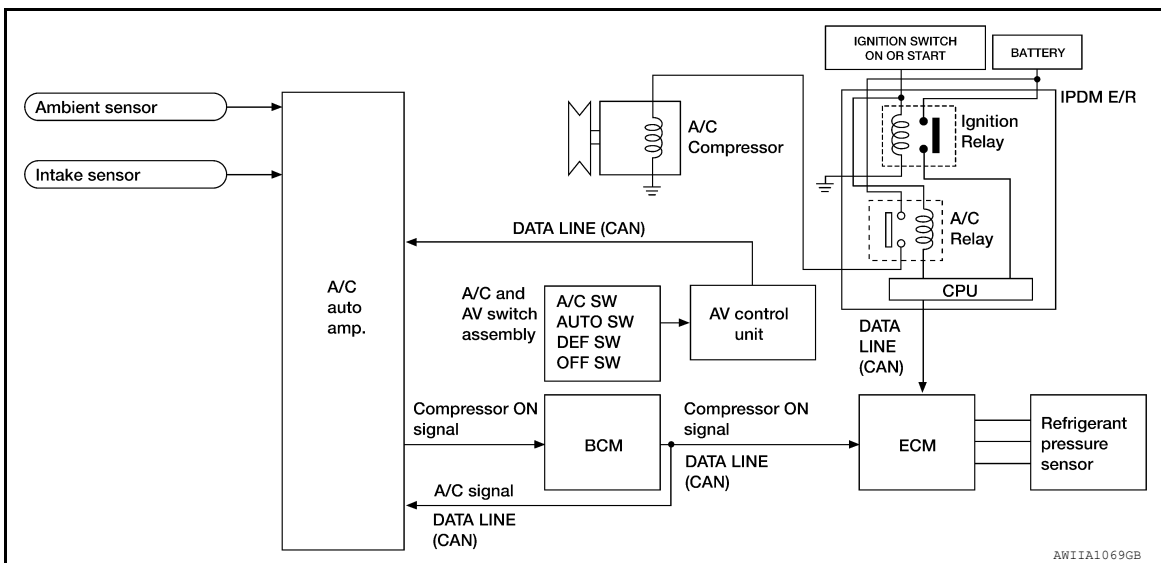 IGNITION SWITCH
ON OR START
BATTERY
IPDM E/R
Ambient sensor
A/C
Compressor
Ignition
Relay
Intake sensor
DATA LINE (CAN)
A/C
Relay
A/C
auto
amp.
A/C and
AV switch
assembly
A/C SW
AUTO SW
DEF SW
OFF SW
AV control
unit
CPU
DATA
LINE
(CAN)
Compressor ON
signal
BCM
Compressor ON
signal
DATA LINE
(CAN)
ECM
Refrigerant
pressure
sensor
A/C signal
DATA LINE
(CAN)
AWIIA1069GB